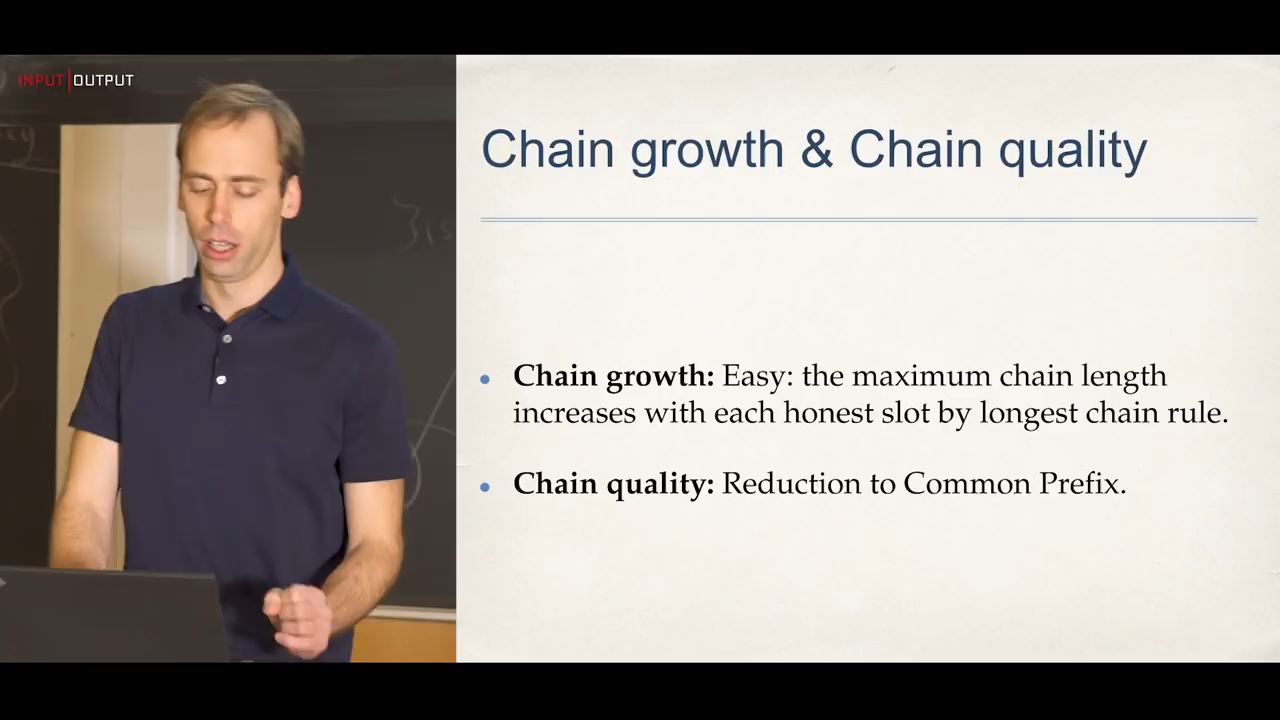 INPUT|OUTPUT
Chain growth & Chain quality
• Chain growth: Easy: the maximum chain length
increases with each honest slot by longest chain rule.
• Chain quality: Reduction to Common Prefix.